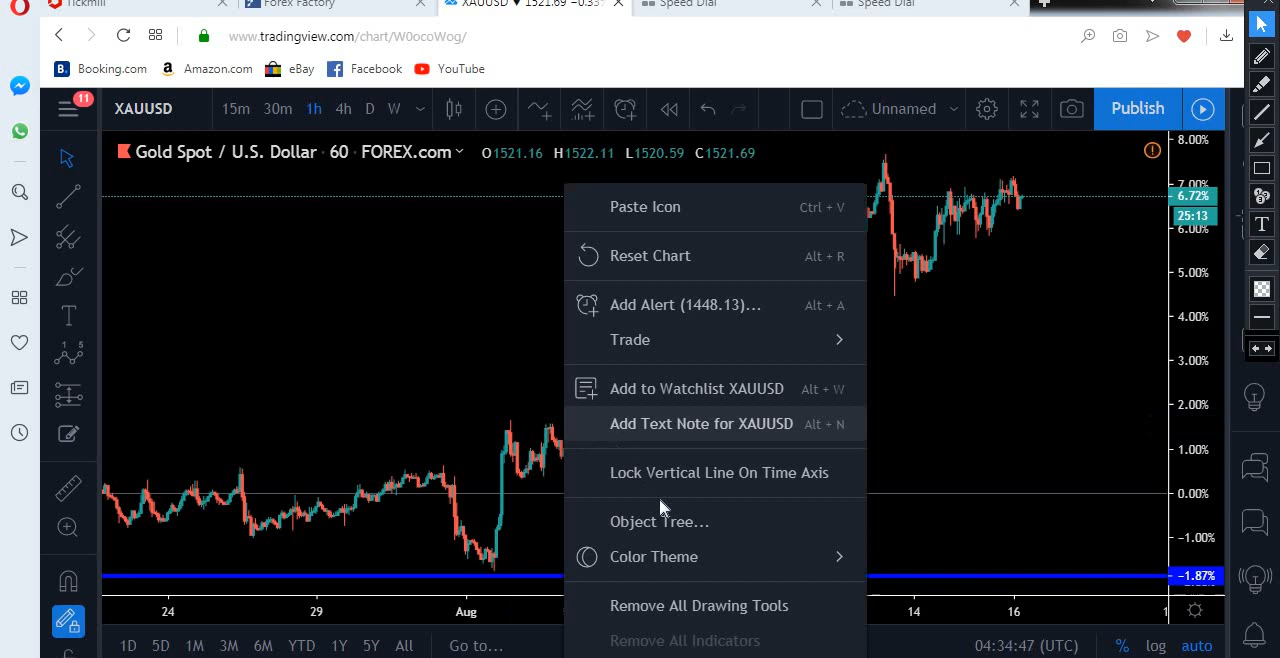 Tickmill
Forex Factory
XAUUSD ▼ 1521.69 −0.33%
Speed Dial
Speed Dial
www.tradingview.com/chart/W0ocoWog/
B. Booking.com
a Amazon.com
eBay
Facebook
YouTube
11
XAUUSD
15m 30m 1h 4h D W
Unnamed
Publish
Gold Spot / U.S. Dollar · 60 · FOREX.com
O1521.16 H1522.11 L1520.59 C1521.69
Paste Icon Ctrl + V
Reset Chart Alt + R
Add Alert (1448.13)... Alt + A
Trade
Add to Watchlist XAUUSD Alt + W
Add Text Note for XAUUSD Alt + N
Lock Vertical Line On Time Axis
Object Tree...
Color Theme
Remove All Drawing Tools
Remove All Indicators
8.00%
7.00%
6.72%
25:13
6.00%
5.00%
4.00%
3.00%
2.00%
1.00%
0.00%
−1.00%
−1.87%
24 29 Aug 14 16 1
1D 5D 1M 3M 6M YTD 1Y 5Y All
Go to...
04:34:47 (UTC)
% log auto
T
T